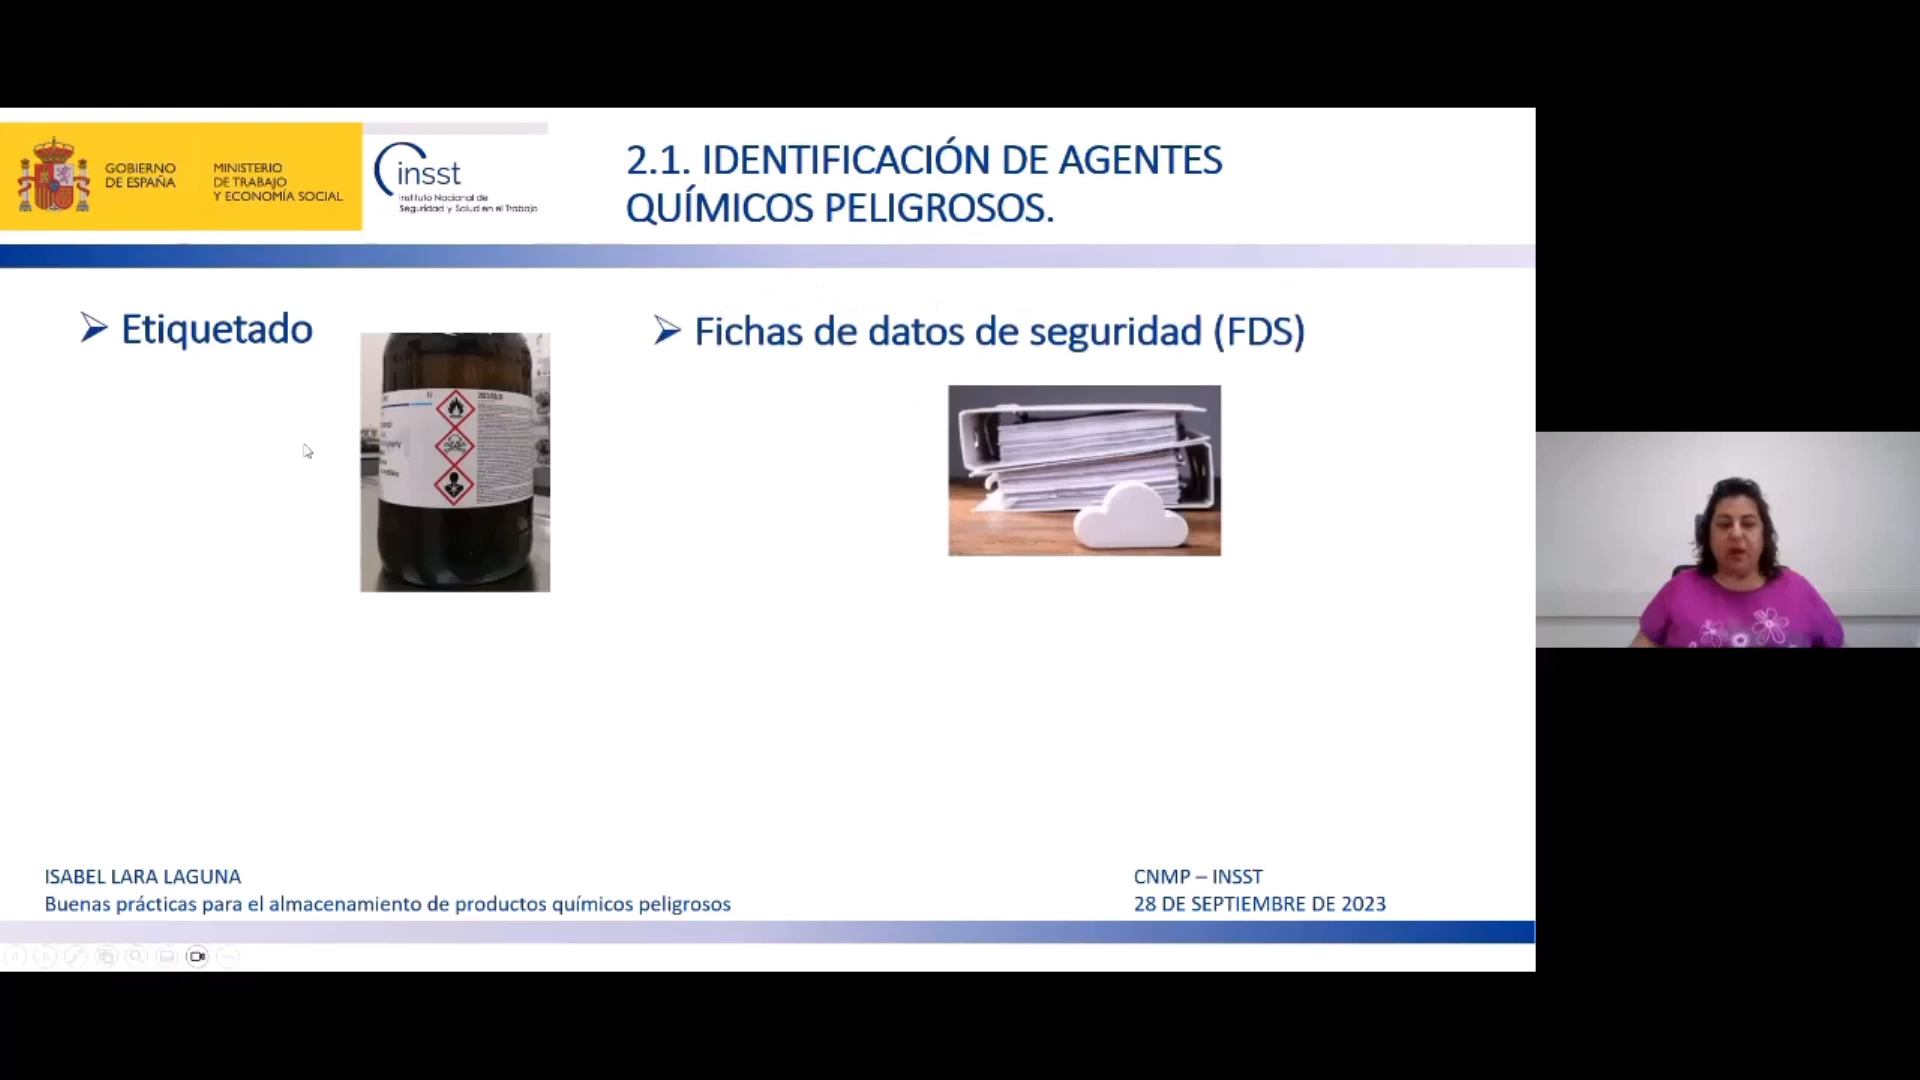 GOBIERNO
DE ESPAÑA
MINISTERIO
DE TRABAJO
Y ECONOMÍA SOCIAL
insst
Instituto Nacional de
Seguridad y Salud en el Trabajo
2.1. IDENTIFICACIÓN DE AGENTES
QUÍMICOS PELIGROSOS.
➢ Etiquetado
➢ Fichas de datos de seguridad (FDS)
ISABEL LARA LAGUNA
Buenas prácticas para el almacenamiento de productos químicos peligrosos
CNMP – INSST
28 DE SEPTIEMBRE DE 2023